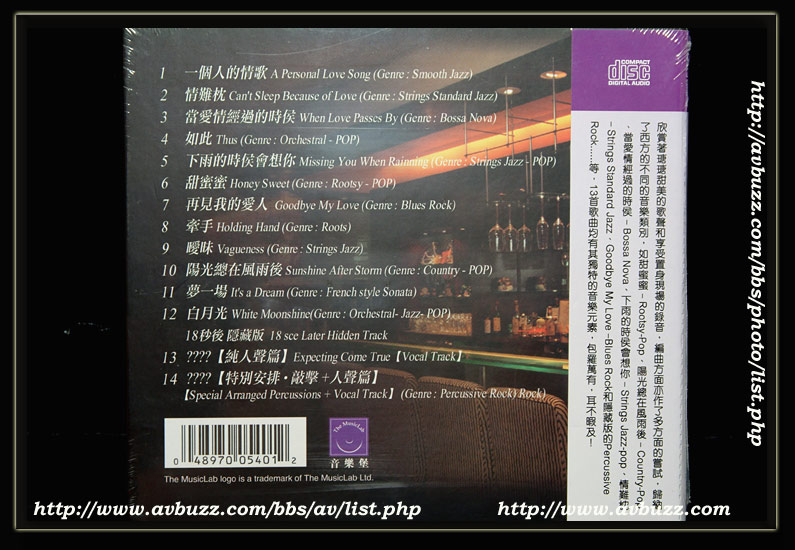 1 一個人的情歌 A Personal Love Song (Genre : Smooth Jazz)
2 情難枕 Can't Sleep Because of Love (Genre : Strings Standard Jazz)
3 當愛情經過的時侯 When Love Passes By (Genre : Bossa Nova)
4 如此 Thus (Genre : Orchestral - POP)
5 下雨的時侯會想你 Missing You When Rainning (Genre : Strings Jazz - POP)
6 甜蜜蜜 Honey Sweet (Genre : Rootsy - POP)
7 再見我的愛人 Goodbye My Love (Genre : Blues Rock)
8 牽手 Holding Hand (Genre : Roots)
9 曖昧 Vagueness (Genre : Strings Jazz)
10 陽光總在風雨後 Sunshine After Storm (Genre : Country - POP)
11 夢一場 It's a Dream (Genre : French style Sonata)
12 白月光 White Moonshine(Genre : Orchestral- Jazz- POP)
18秒後 隱藏版 18 sec Later Hidden Track
13 ????【純人聲篇】 Expecting Come True【Vocal Track】
14 ????【特別安排・敲擊+人聲篇】
【Special Arranged Percussions + Vocal Track】 (Genre : Percussive Rock) Rock)
0 48970 05401 2
The MusicLab
音樂堡
The MusicLab logo is a trademark of The MusicLab Ltd.
COMPACT
disc
DIGITAL AUDIO
欣賞著瑭瑭甜美的歌聲和享受置身現場的錄音，編曲方面亦作了多方面的嘗試，歸納
了西方的不同的音樂類別，如甜蜜蜜 – Rootsy-Pop，陽光總在風雨後 – Country-Pop
，當愛情經過的時侯 – Bossa Nova，下雨的時侯會想你 – Strings Jazz-pop，情難枕
– Strings Standard Jazz，Goodbye My Love –Blues Rock和隱藏版的Percussive
Rock……等，13首歌曲均有其獨特的音樂元素，包羅萬有，耳不暇及！
http://avbuzz.com/bbs/photo/list.php
http://www.avbuzz.com/bbs/av/list.php
http://www.avbuzz.com